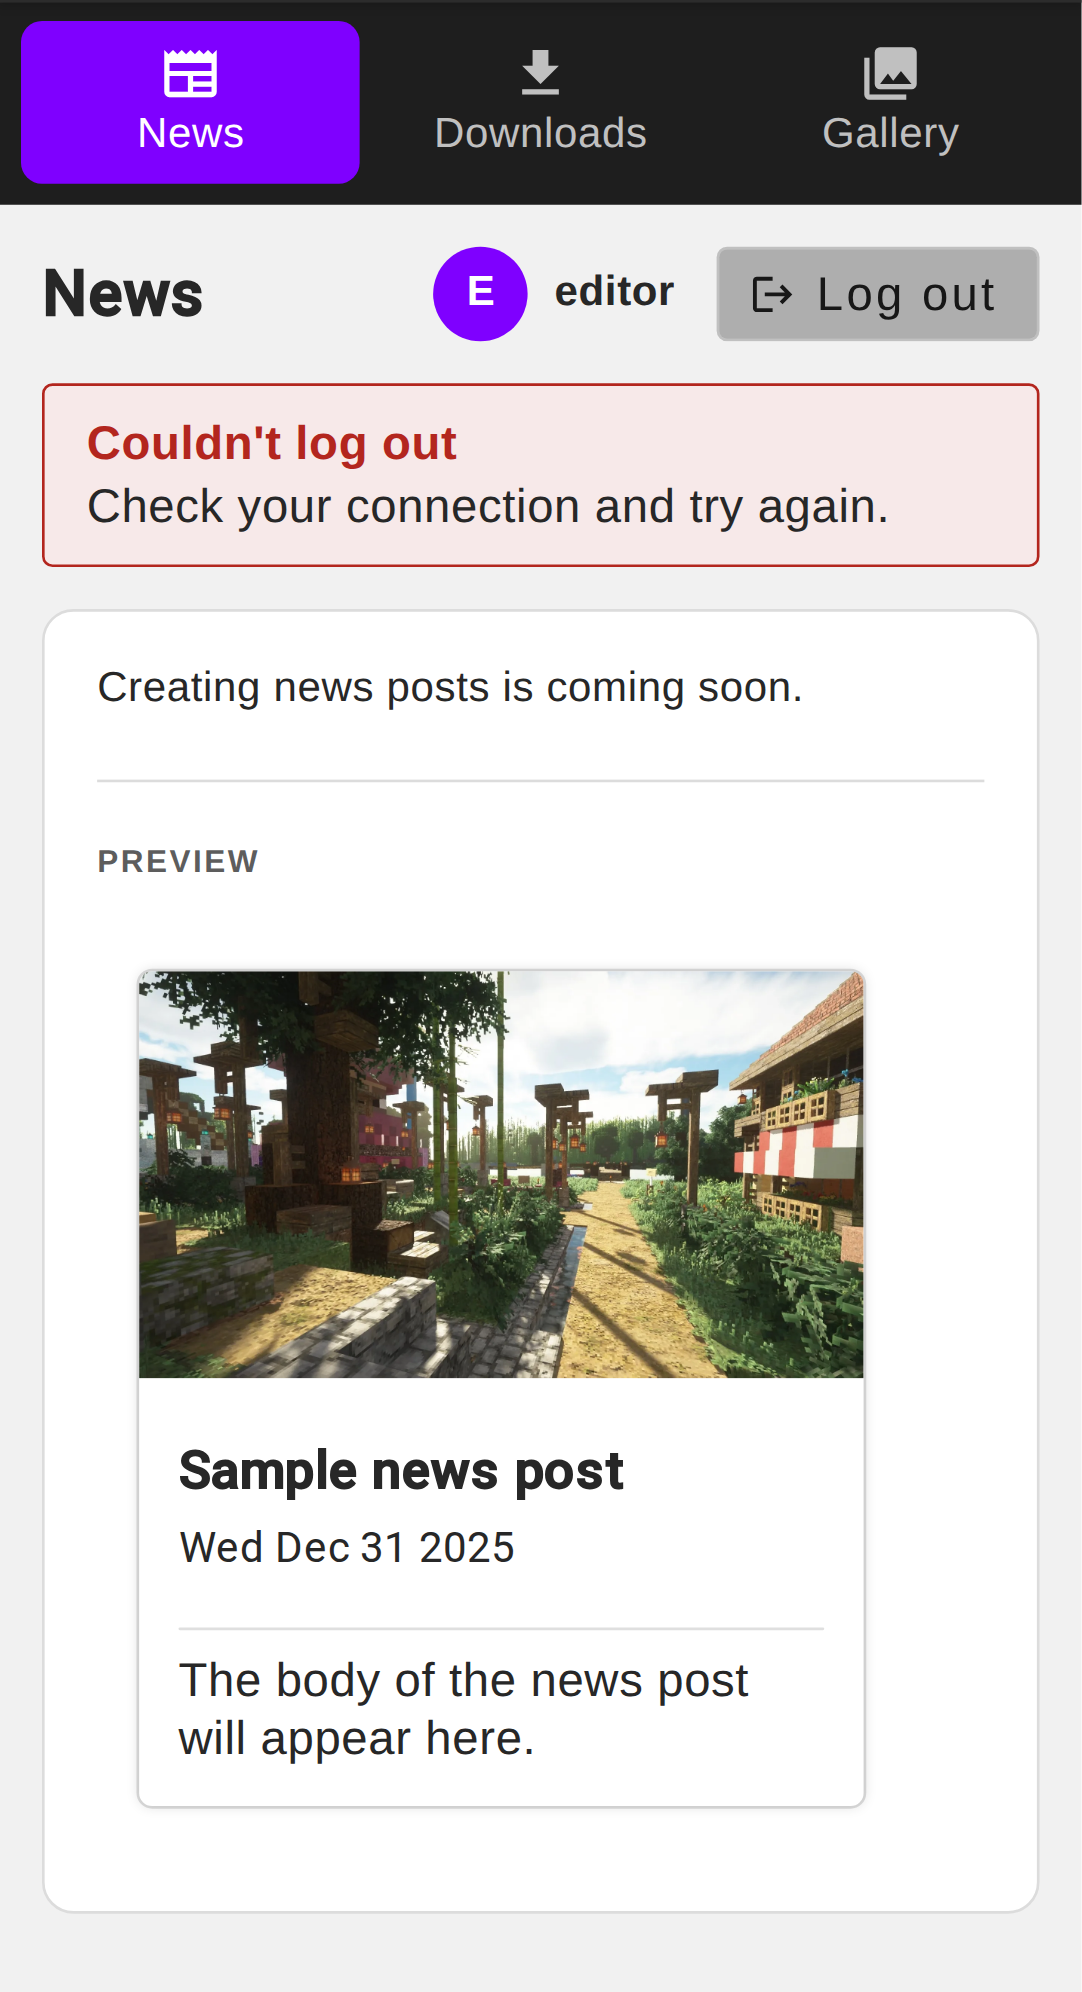 News
Downloads
Gallery
News
E
editor
Log out
Couldn't log out
Check your connection and try again.
Creating news posts is coming soon.
PREVIEW
Sample news post
Wed Dec 31 2025
The body of the news post
will appear here.